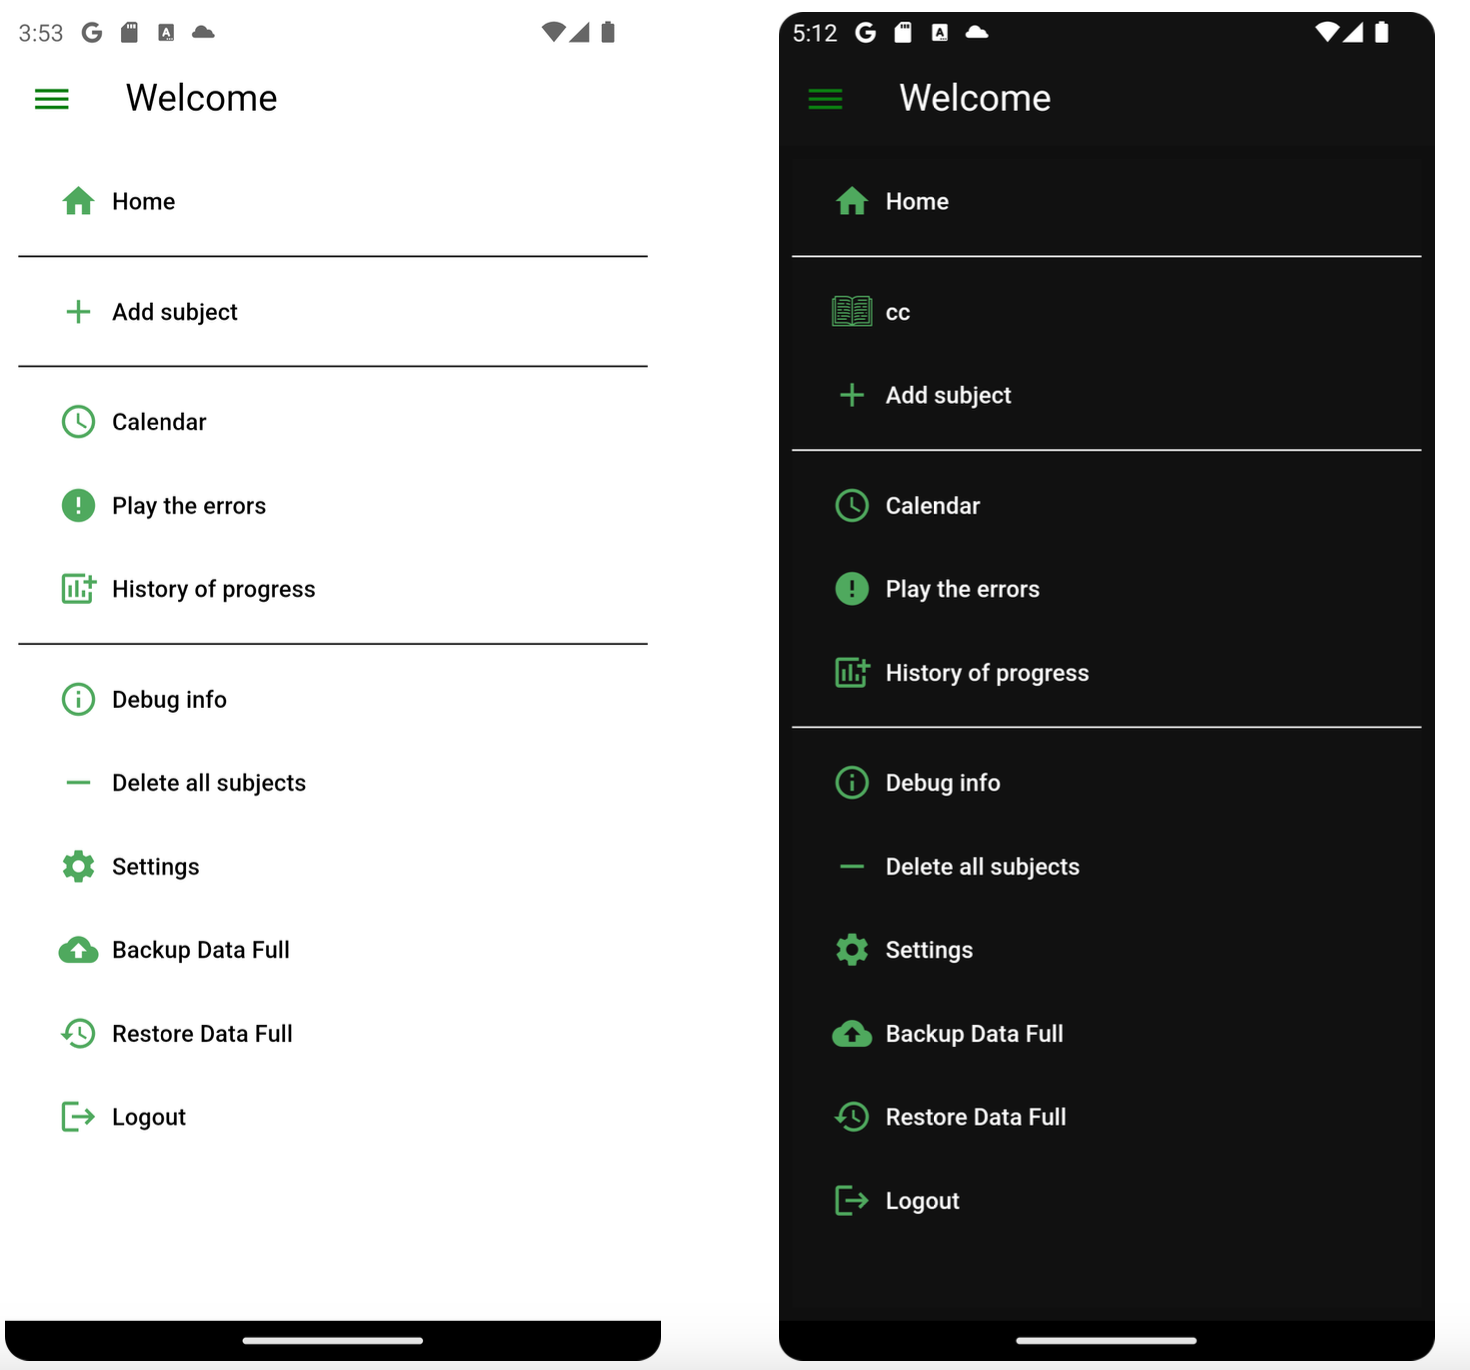 3:53
Welcome
Home
Add subject
Calendar
Play the errors
History of progress
Debug info
Delete all subjects
Settings
Backup Data Full
Restore Data Full
Logout
5:12
Welcome
Home
cc
Add subject
Calendar
Play the errors
History of progress
Debug info
Delete all subjects
Settings
Backup Data Full
Restore Data Full
Logout